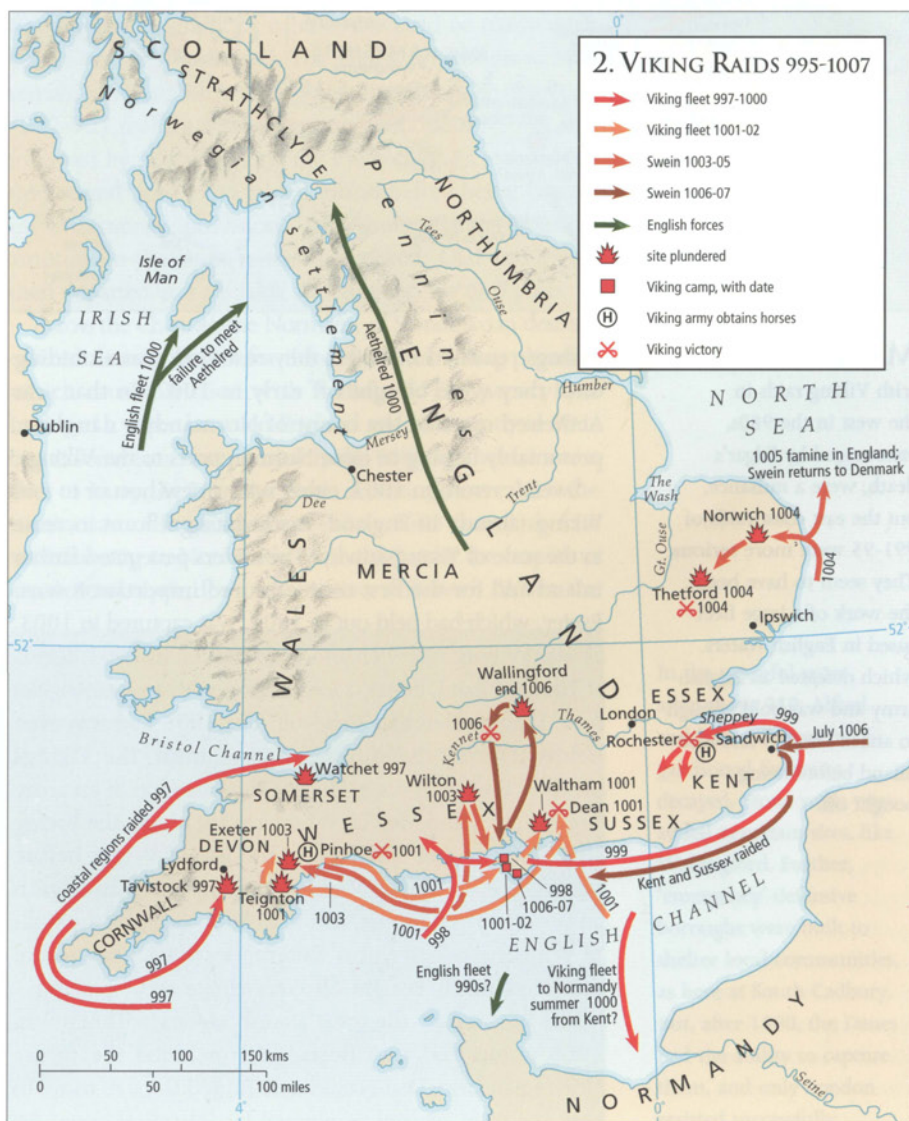 2. VIKING RAIDS 995-1007
Viking fleet 997-1000
Viking fleet 1001-02
Swein 1003-05
Swein 1006-07
English forces
site plundered
Viking camp, with date
H
Viking army obtains horses
Viking victory
4
0
SCOTLAND
STRATHCLYDE
Norwegian settlement
Pennines
NORTHUMBRIA
Tees
Ouse
Isle of
Man
IRISH
SEA
English fleet 1000
failure to meet
Aethelred
Aethelred 1000
Dublin
Mersey
Chester
Dee
Humber
NORTH
SEA
ENGLAND
Trent
The
Wash
Gt. Ouse
1005 famine in England;
Swein returns to Denmark
Norwich 1004
1004
Thetford 1004
1004
Ipswich
MERCIA
WALES
52°
52°
Wallingford
end 1006
1006
Kennet
Thames
London
ESSEX
Sheppey
999
Rochester
H
Sandwich
July 1006
KENT
Bristol Channel
coastal regions raided 997
Watchet 997
SOMERSET
Wilton
1003
Waltham 1001
Dean 1001
WESSEX
SUSSEX
Exeter 1003
DEVON
H
Pinhoe
1001
Lydford
Tavistock 997
Teignton
1001
1003
1001
1001
998
998
1006-07
1001-02
999
Kent and Sussex raided
1001
CORNWALL
997
997
ENGLISH CHANNEL
English fleet
990s?
Viking fleet
to Normandy
summer 1000
from Kent?
NORMANDY
Seine
0 50 100 150 kms
0 50 100 miles
4
0